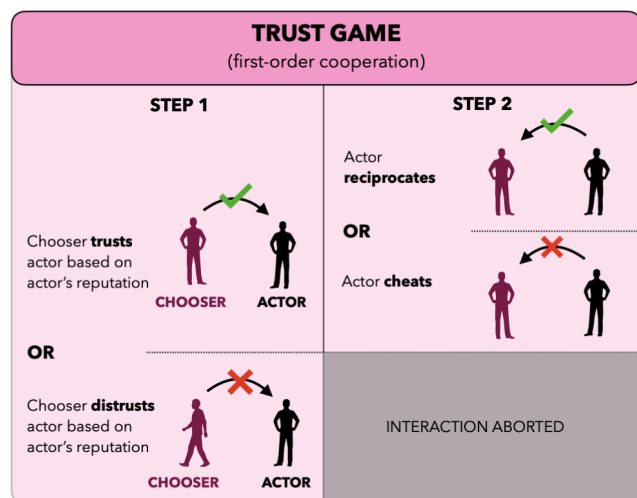 TRUST GAME
(first-order cooperation)
STEP 1
Chooser trusts
actor based on
actor's reputation
CHOOSER
ACTOR
OR
Chooser distrusts
actor based on
actor's reputation
CHOOSER
ACTOR
STEP 2
Actor
reciprocates
OR
Actor cheats
INTERACTION ABORTED